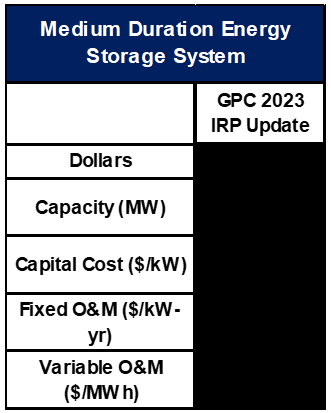 Medium Duration Energy
Storage System
GPC 2023
IRP Update
Dollars
Capacity (MW)
Capital Cost ($/kW)
Fixed O&M ($/kW-
yr)
Variable O&M
($/MWh)